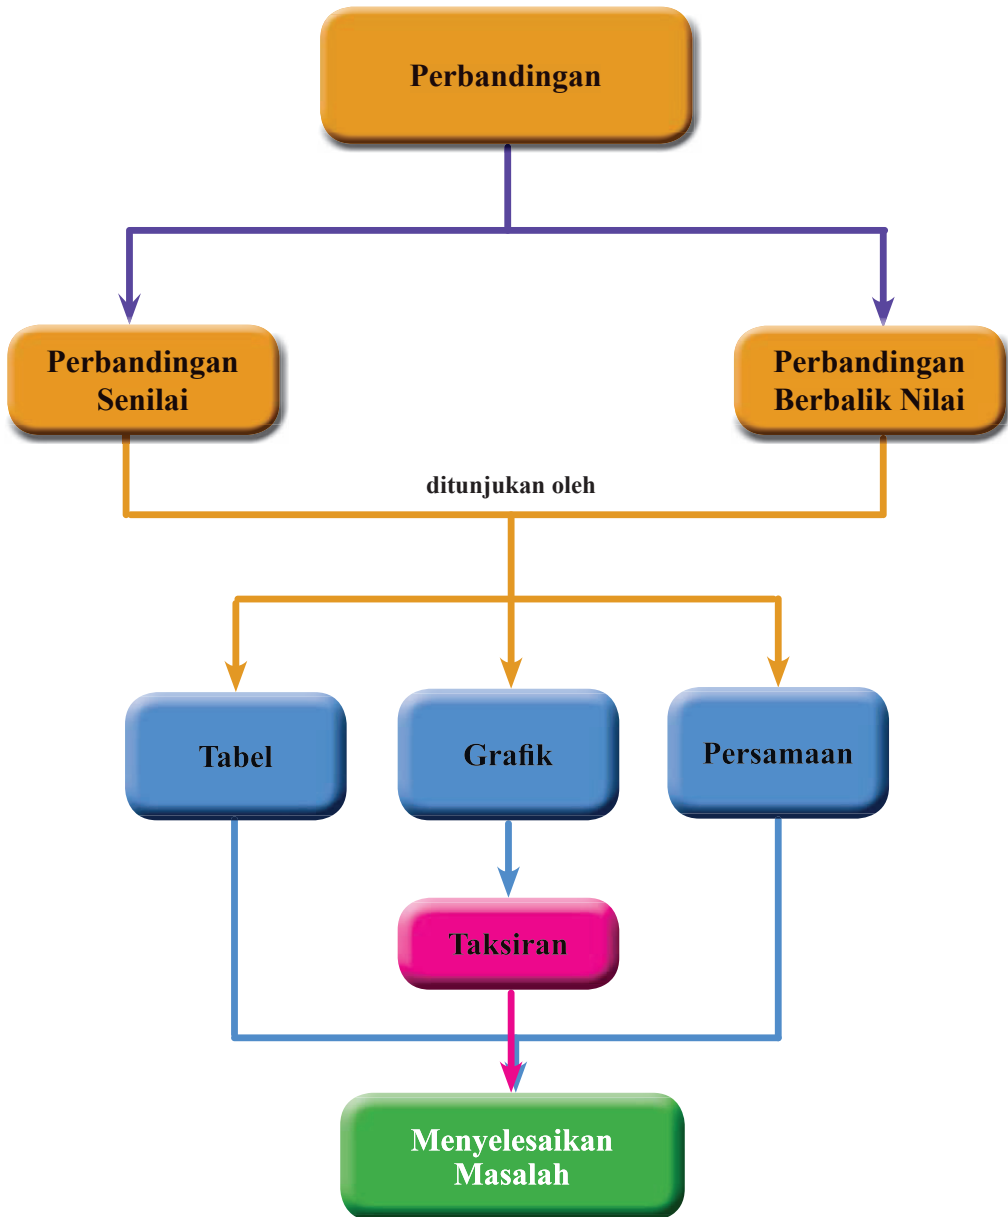 Perbandingan
Perbandingan
Senilai
Perbandingan
Berbalik Nilai
ditunjukan oleh
Tabel
Grafik
Persamaan
Taksiran
Menyelesaikan
Masalah